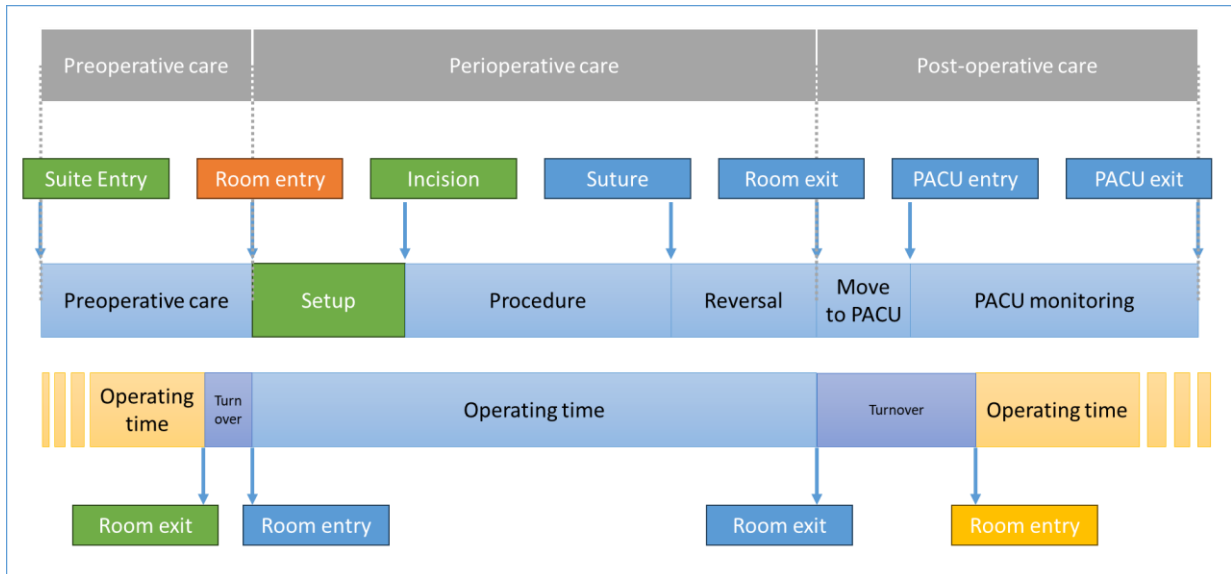 Preoperative care
Perioperative care
Post-operative care
Suite Entry
Room entry
Incision
Suture
Room exit
PACU entry
PACU exit
Preoperative care
Setup
Procedure
Reversal
Move
to PACU
PACU monitoring
Operating
time
Turn
over
Operating time
Turnover
Operating time
Room exit
Room entry
Room exit
Room entry